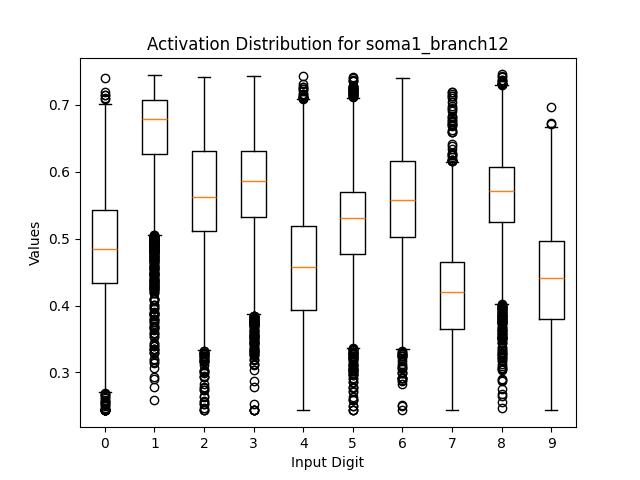 Activation Distribution for soma1_branch12
Values
0.7
0.6
0.5
0.4
0.3
0 1 2 3 4 5 6 7 8 9
Input Digit